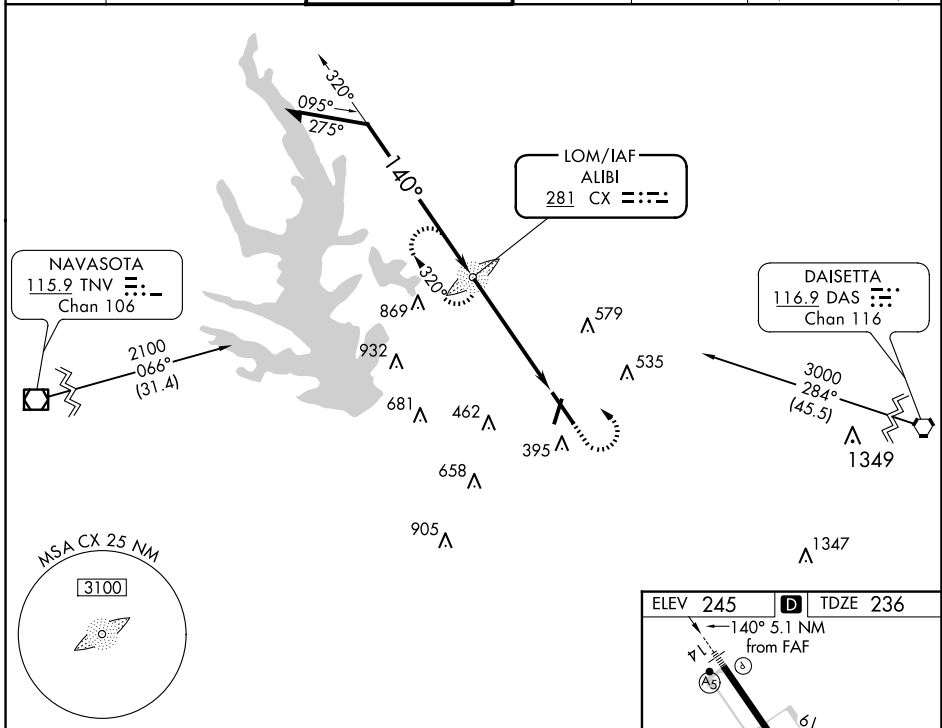 320°
095°
275°
140°
LOM/IAF
ALIBI
281 CX
NAVASOTA
115.9 TNV
Chan 106
DAISETTA
116.9 DAS
Chan 116
320°
869
579
932
535
2100
066°
(31.4)
3000
284°
(45.5)
681
462
395
1349
658
905
1347
MSA CX 25 NM
3100
ELEV 245 D TDZE 236
140° 5.1 NM
from FAF
14
P
A5